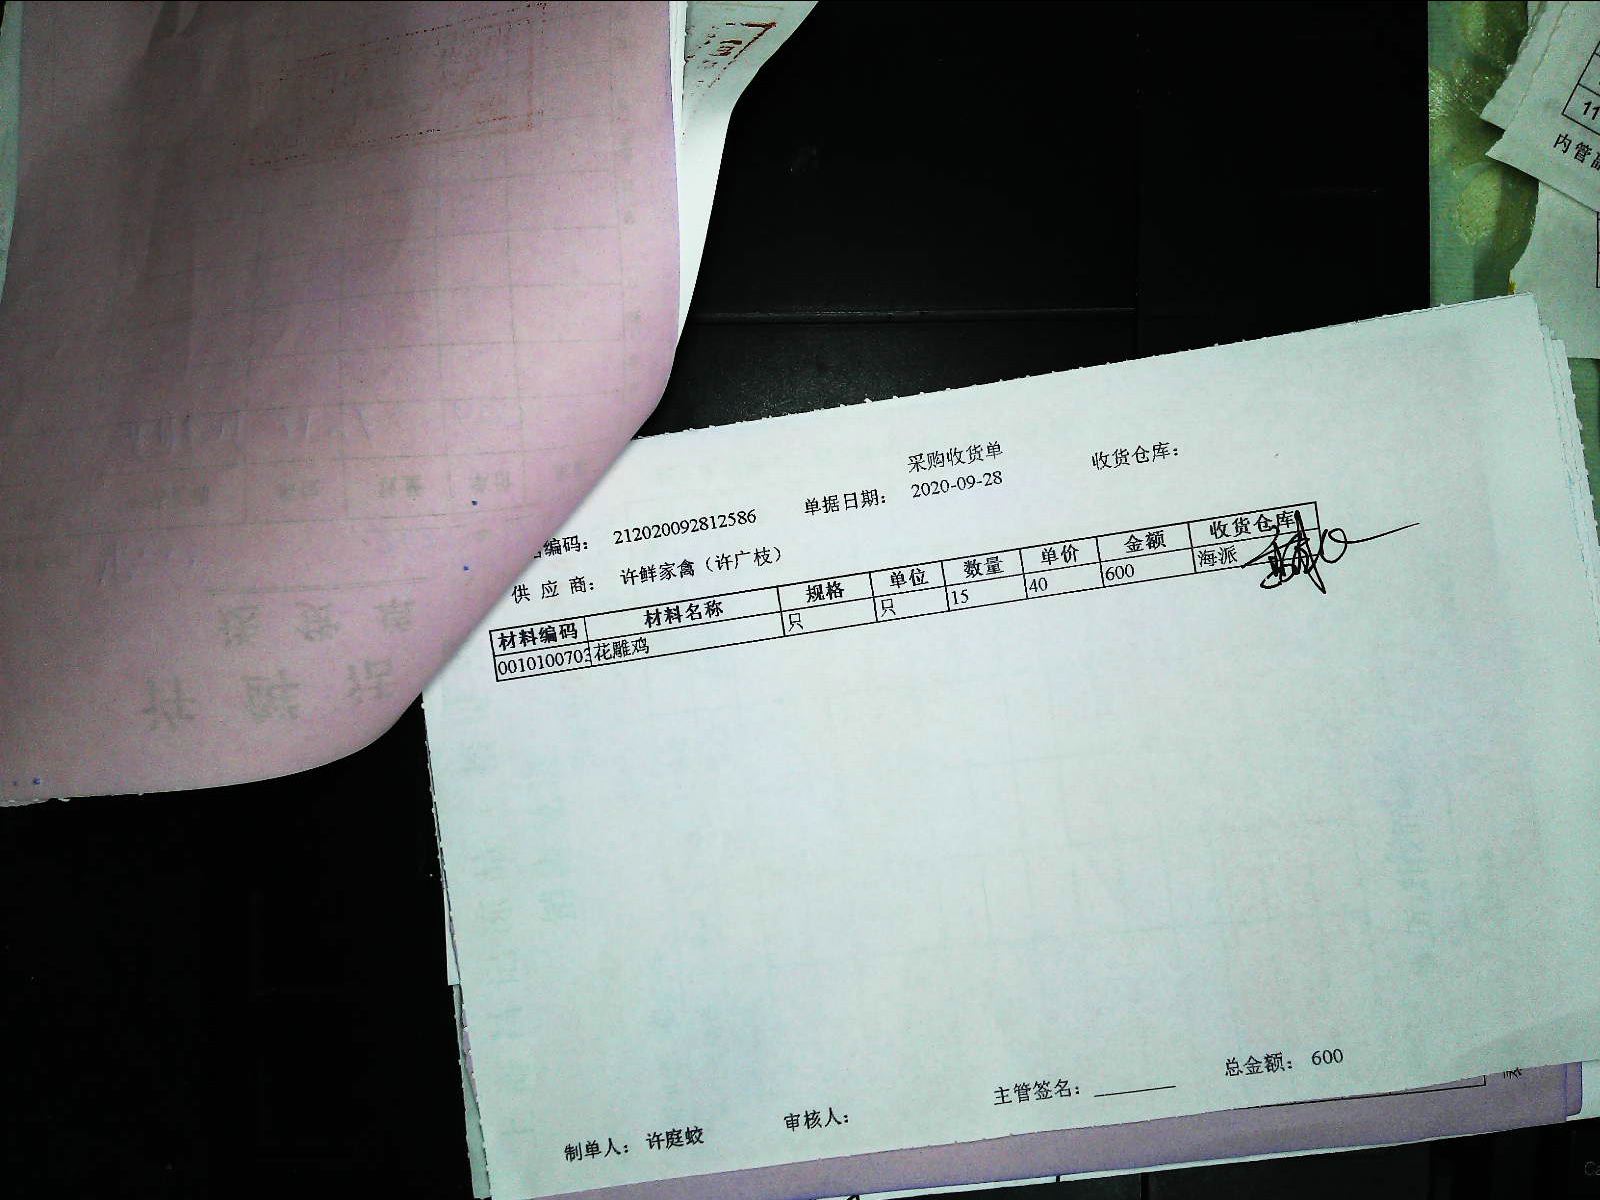 采购收货单
收货仓库：
编码： 212020092812586 单据日期： 2020-09-28
供 应 商： 许鲜家禽（许广枝）
材料编码 材料名称 规格 单位 数量 单价 金额 收货仓库
001010070 花雕鸡 只 只 15 40 600 海派
制单人： 许庭蛟 审核人： 主管签名： 总金额： 600
11
内管